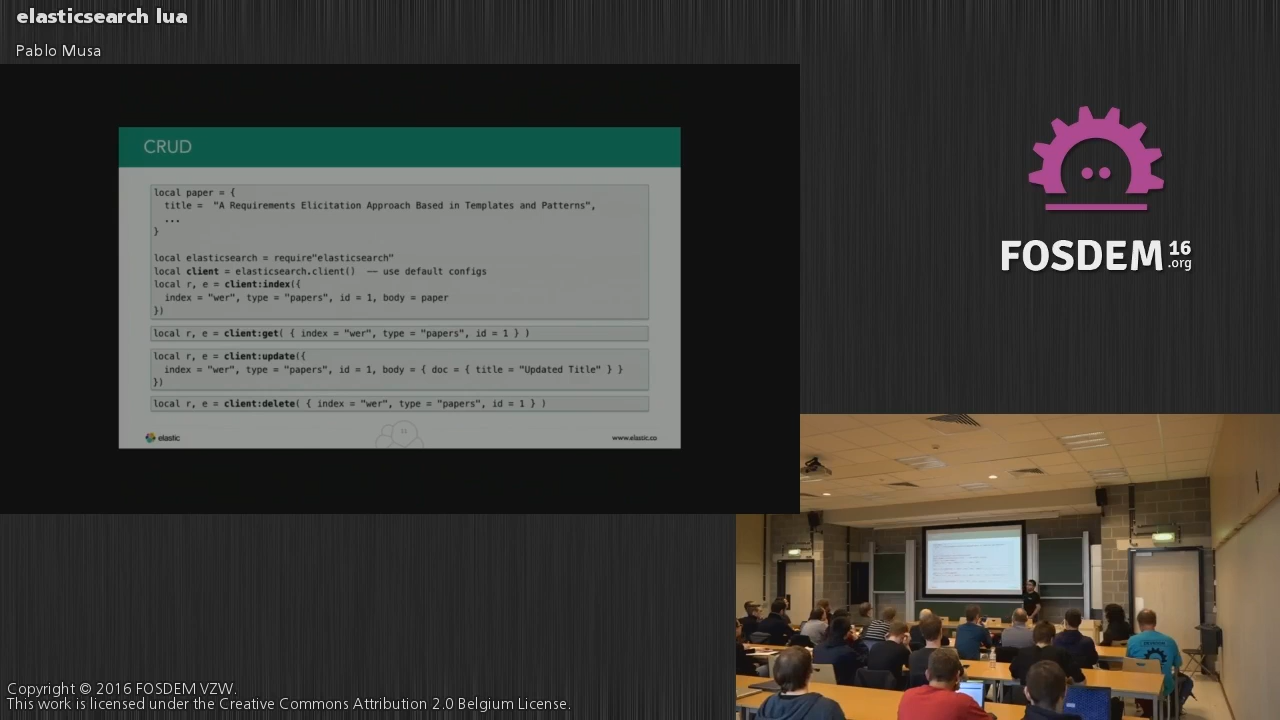 elasticsearch lua
Pablo Musa
CRUD
local paper = {
title = "A Requirements Elicitation Approach Based in Templates and Patterns",
...
}
local elasticsearch = require"elasticsearch"
local client = elasticsearch.client() -- use default configs
local r, e = client:index({
index = "wer", type = "papers", id = 1, body = paper
})
local r, e = client:get( { index = "wer", type = "papers", id = 1 } )
local r, e = client:update({
index = "wer", type = "papers", id = 1, body = { doc = { title = "Updated Title" } }
})
local r, e = client:delete( { index = "wer", type = "papers", id = 1 } )
elastic
www.elastic.co
FOSDEM 16
.org
Copyright © 2016 FOSDEM VZW.
This work is licensed under the Creative Commons Attribution 2.0 Belgium License.